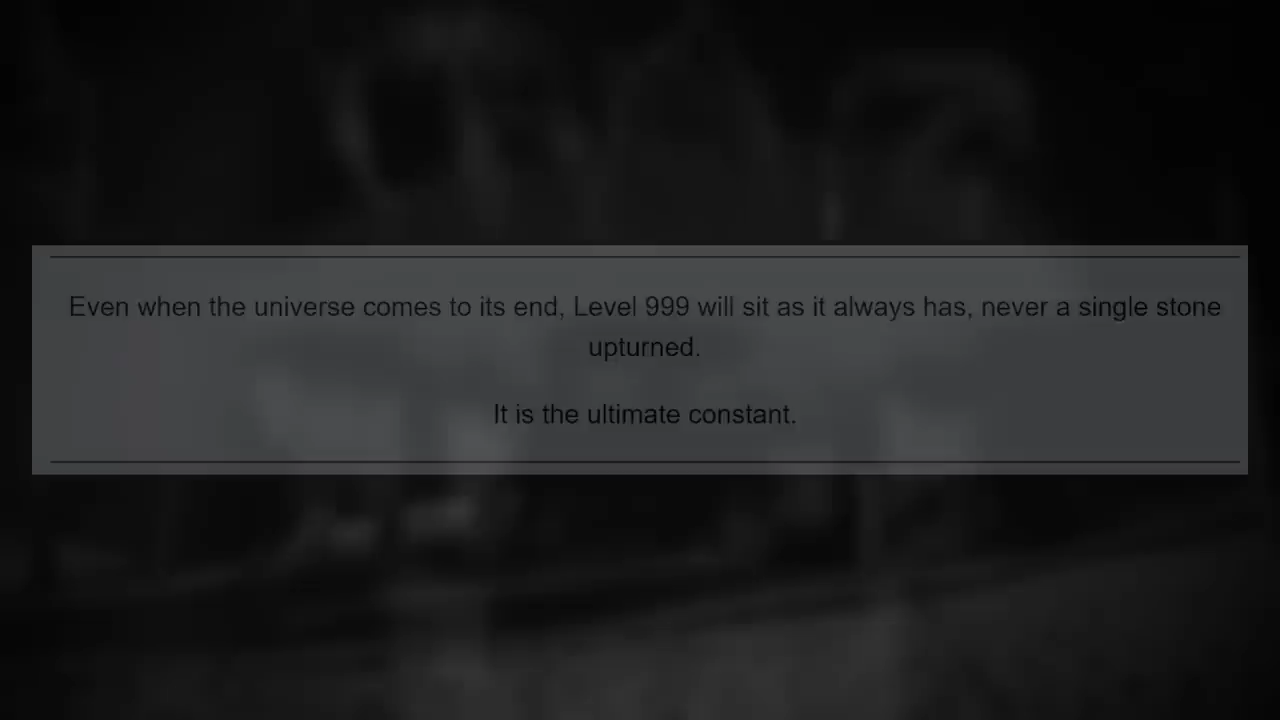 Even when the universe comes to its end, Level 999 will sit as it always has, never a single stone
upturned.
It is the ultimate constant.